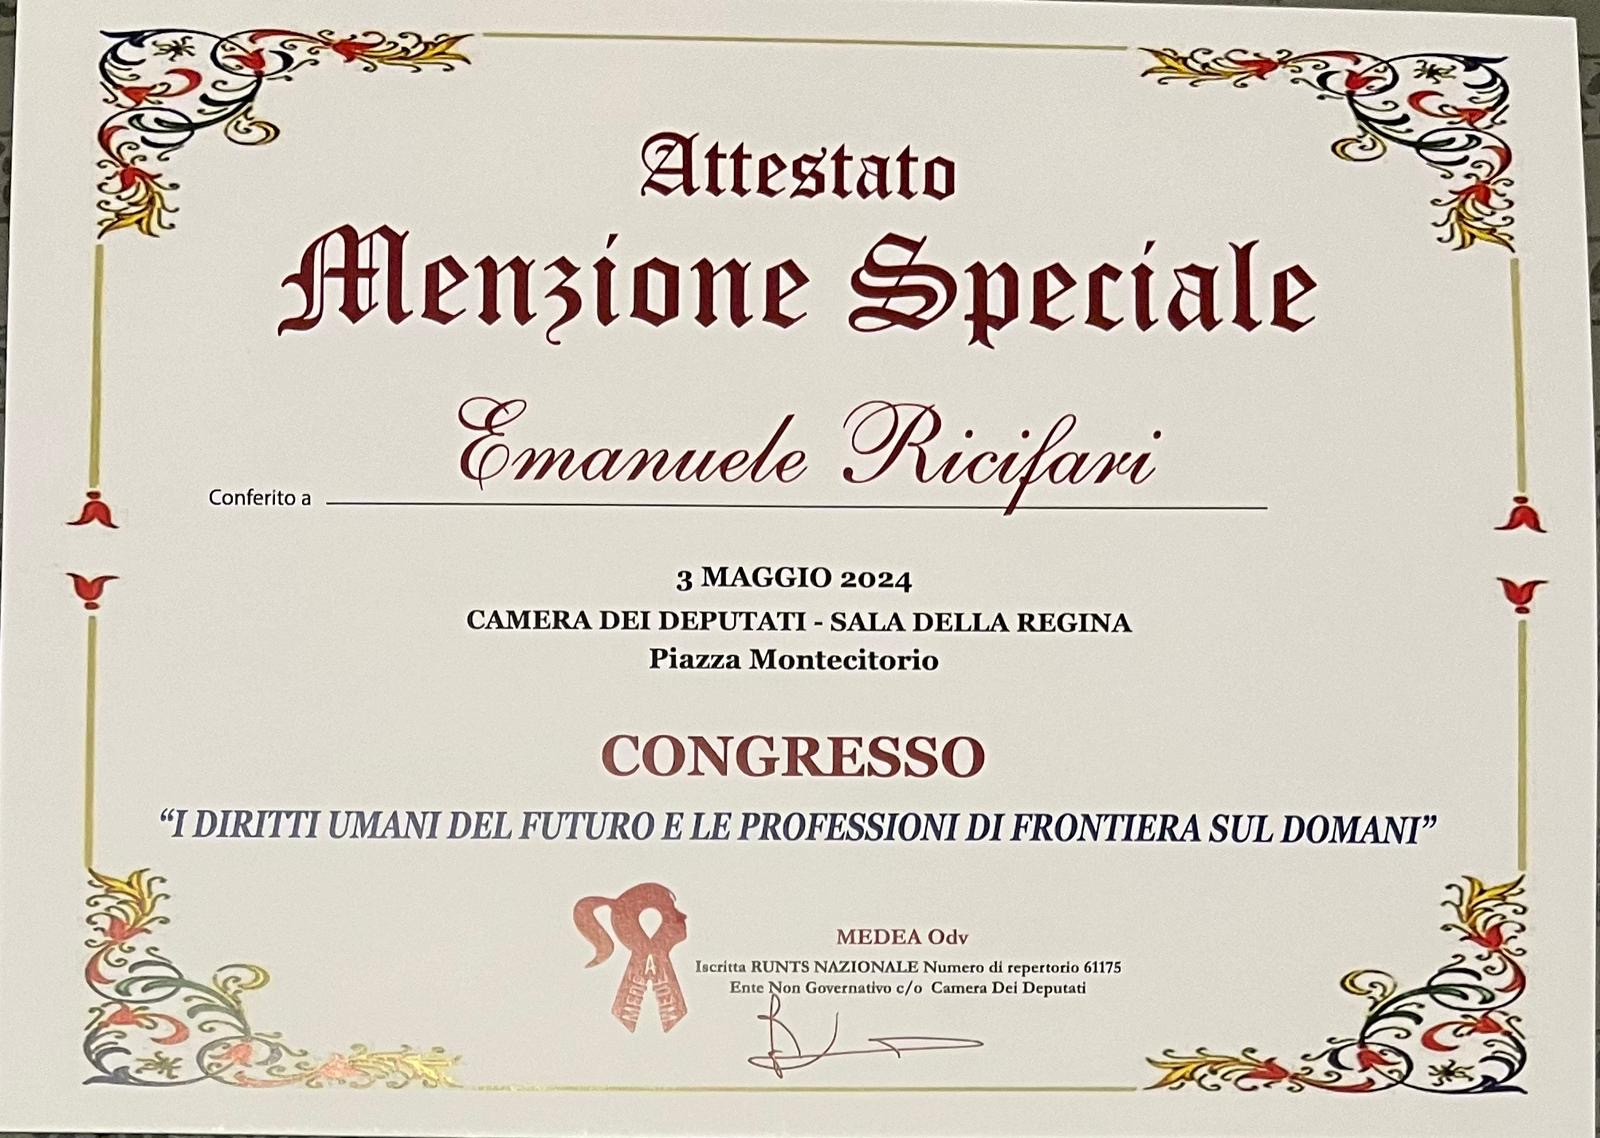 Attestato
Menzione Speciale
Emanuele Ricifari
Conferito a
3 MAGGIO 2024
CAMERA DEI DEPUTATI - SALA DELLA REGINA
Piazza Montecitorio
CONGRESSO
“I DIRITTI UMANI DEL FUTURO E LE PROFESSIONI DI FRONTIERA SUL DOMANI”
MEDEA Odv
Iscritta RUNTS NAZIONALE Numero di repertorio 61175
Ente Non Governativo c/o Camera Dei Deputati